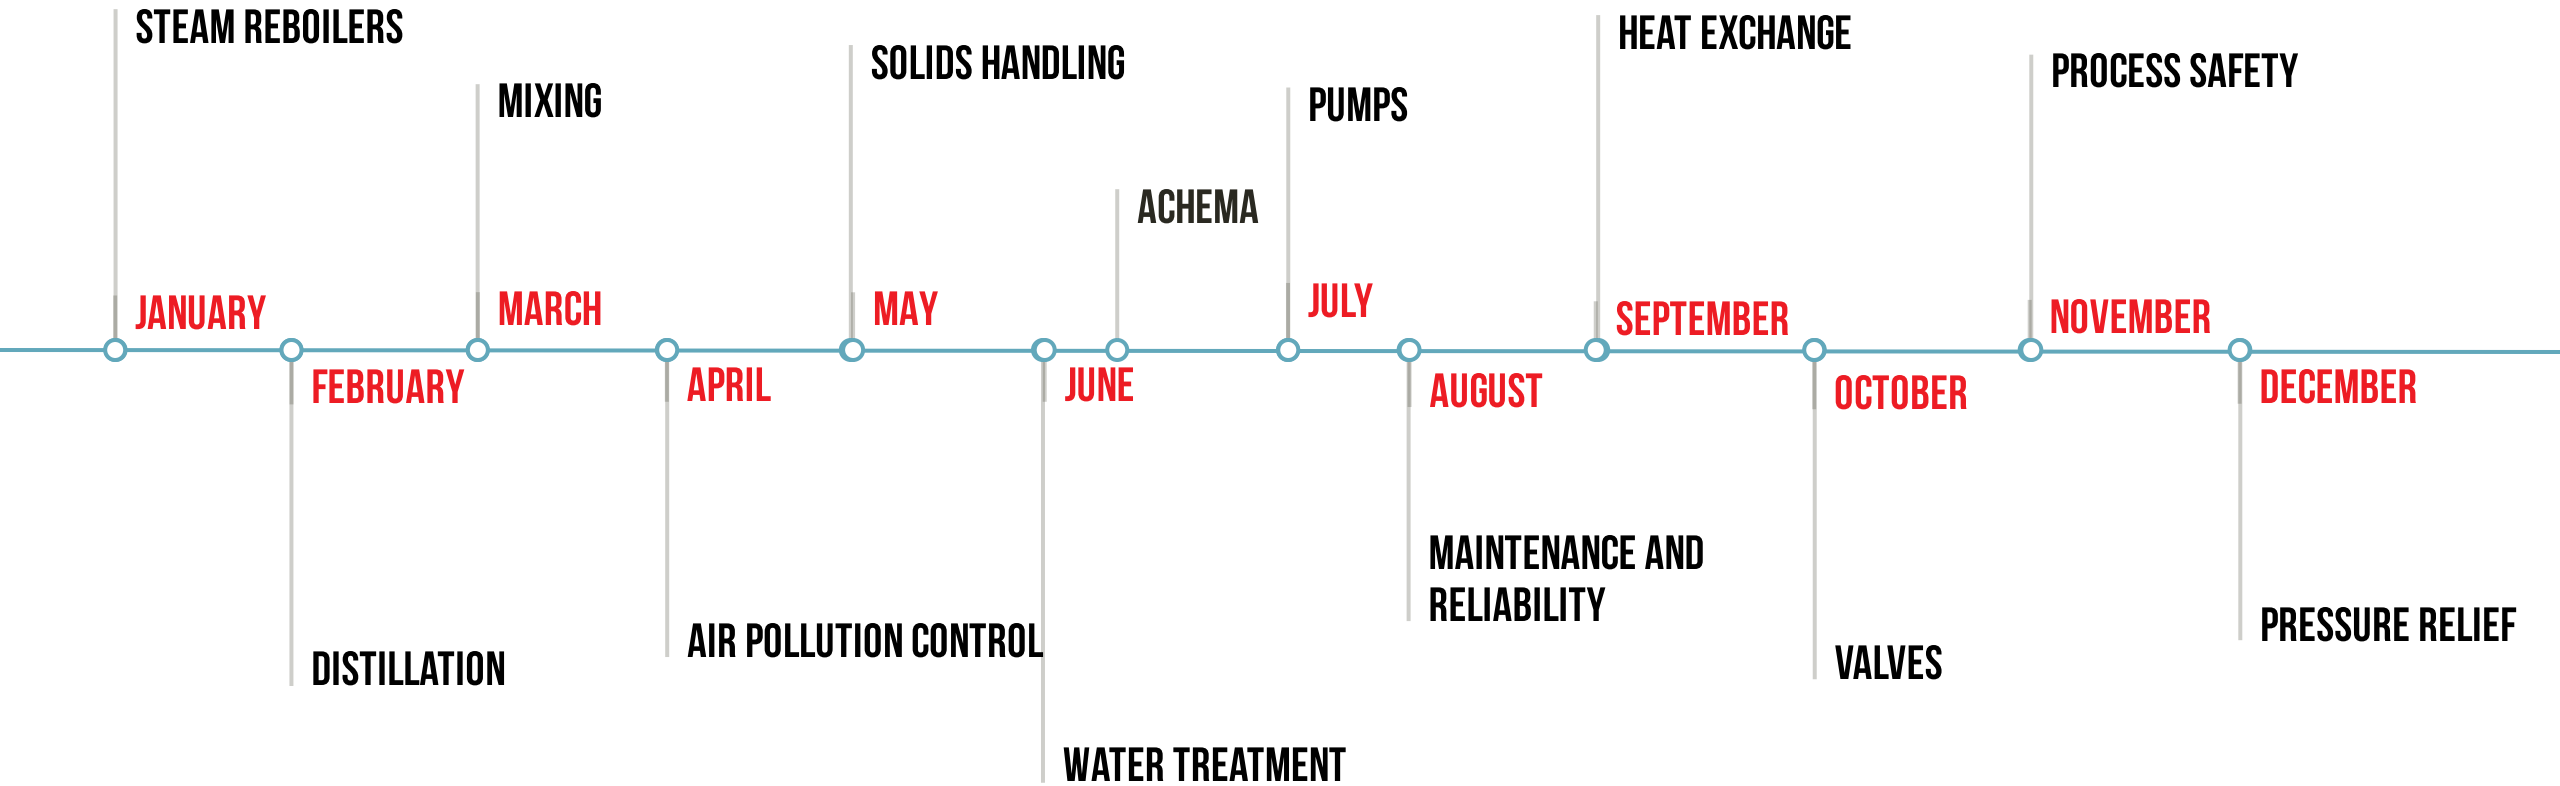 STEAM REBOILERS
HEAT EXCHANGE
SOLIDS HANDLING
PROCESS SAFETY
MIXING
PUMPS
ACHEMA
JANUARY
MARCH
MAY
JULY
SEPTEMBER
NOVEMBER
FEBRUARY
APRIL
JUNE
AUGUST
OCTOBER
DECEMBER
MAINTENANCE AND
RELIABILITY
DISTILLATION
AIR POLLUTION CONTROL
VALVES
PRESSURE RELIEF
WATER TREATMENT